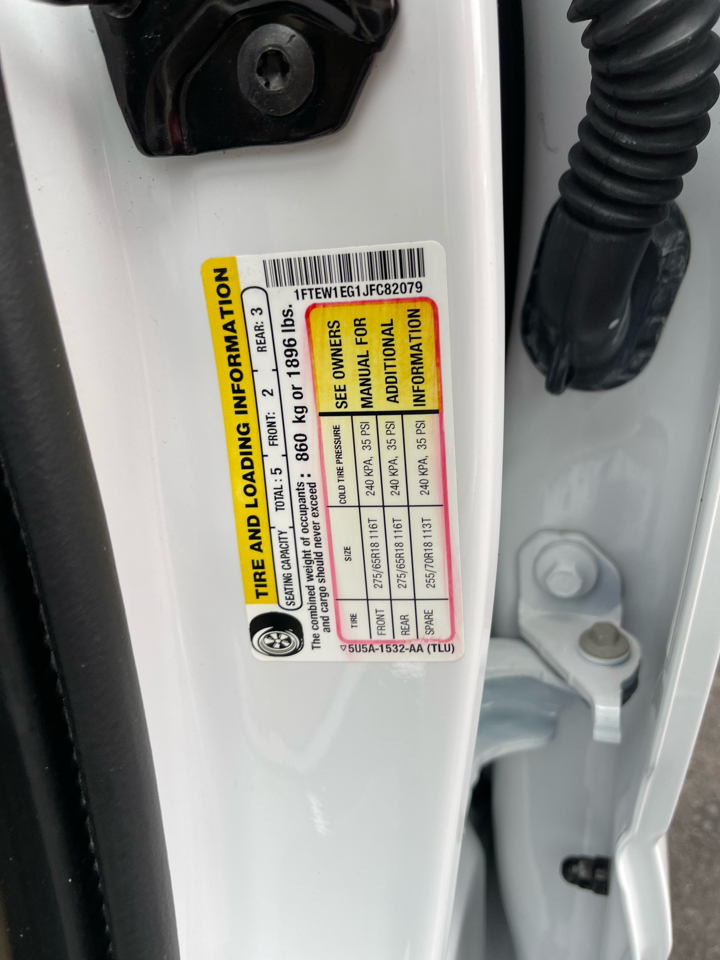 1FTEW1EG1JFC82079
TIRE AND LOADING INFORMATION
SEATING CAPACITY TOTAL : 5 FRONT: 2 REAR: 3
The combined weight of occupants : 860 kg or 1896 lbs.
and cargo should never exceed
TIRE SIZE COLD TIRE PRESSURE
FRONT 275/65R18 116T 240 KPA, 35 PSI
REAR 275/65R18 116T 240 KPA, 35 PSI
SPARE 255/70R18 113T 240 KPA, 35 PSI
SEE OWNERS
MANUAL FOR
ADDITIONAL
INFORMATION
5U5A-1532-AA (TLU)